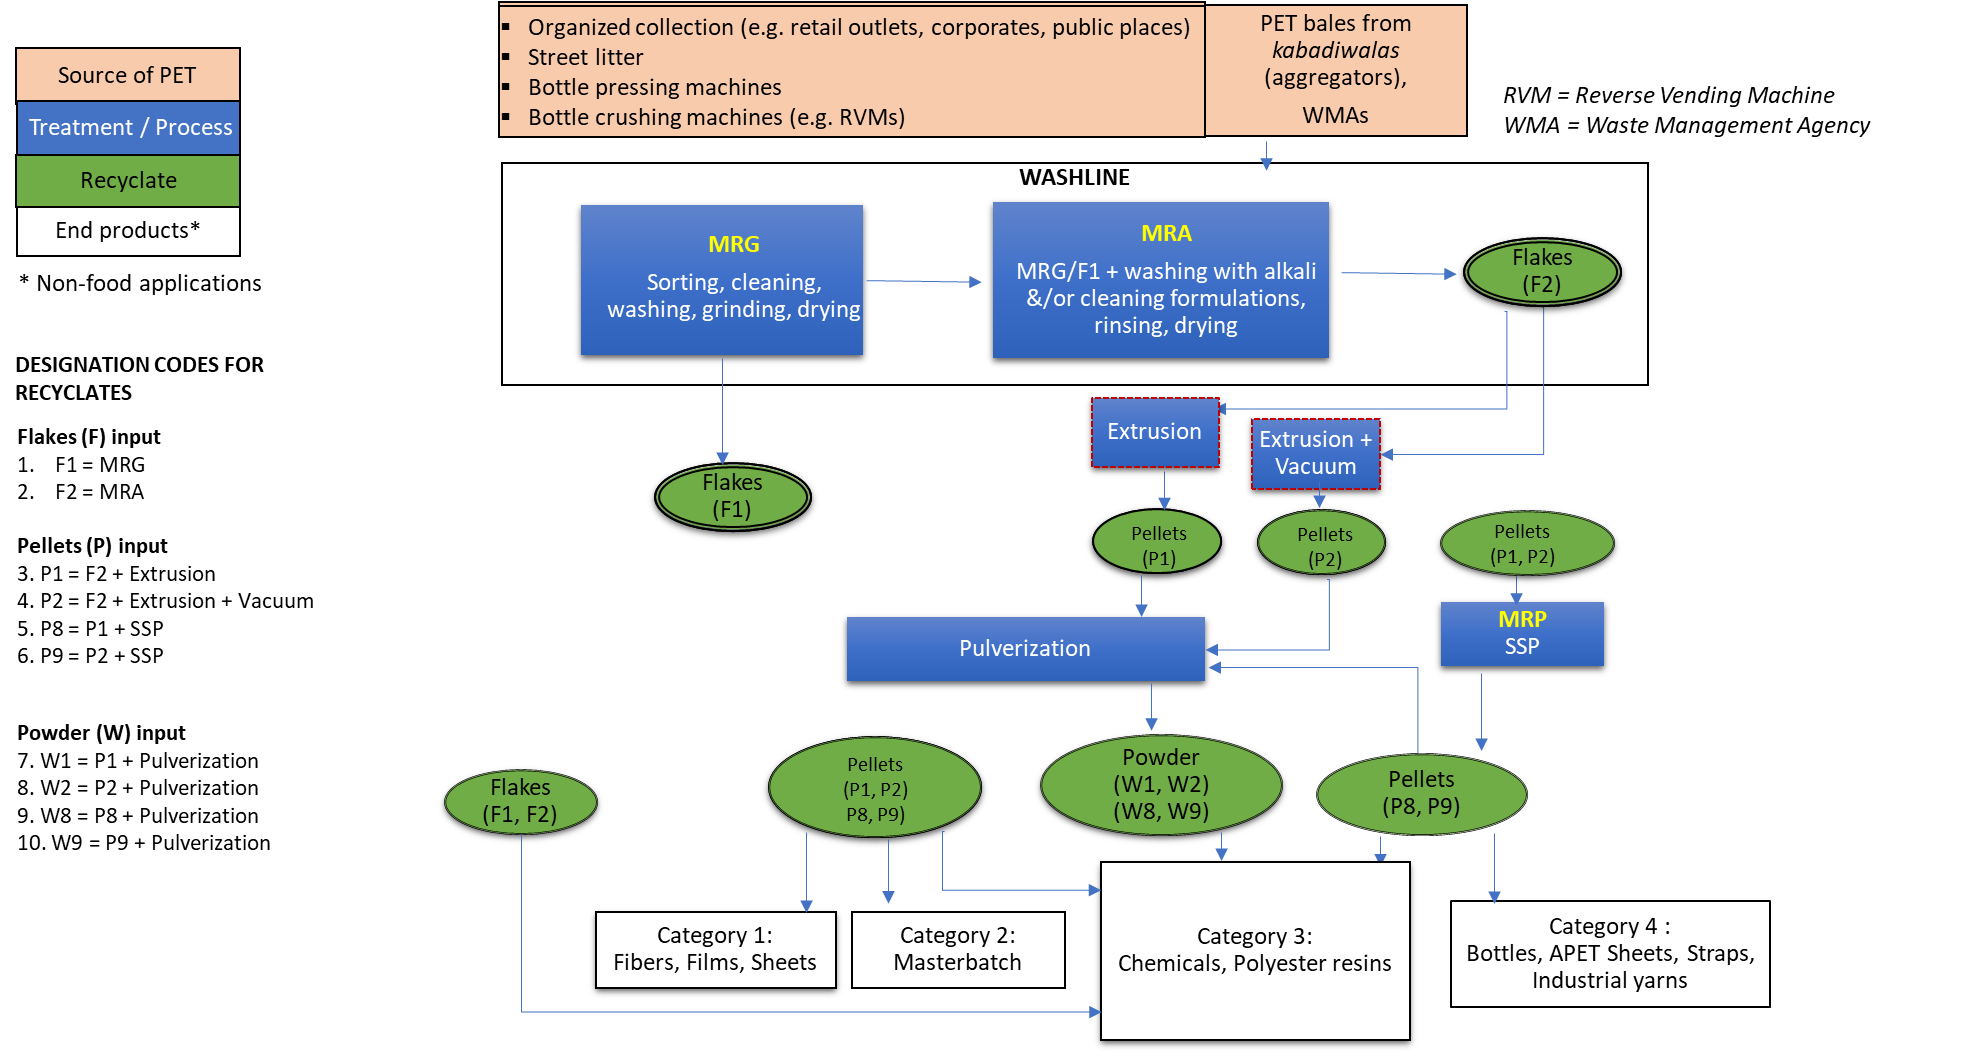 ▪ Organized collection (e.g. retail outlets, corporates, public places)
▪ Street litter
▪ Bottle pressing machines
▪ Bottle crushing machines (e.g. RVMs)
PET bales from
kabadiwalas
(aggregators),
WMAs
RVM = Reverse Vending Machine
WMA = Waste Management Agency
Source of PET
Treatment / Process
Recyclate
End products*
* Non-food applications
DESIGNATION CODES FOR
RECYCLATES
Flakes (F) input
1. F1 = MRG
2. F2 = MRA
Pellets (P) input
3. P1 = F2 + Extrusion
4. P2 = F2 + Extrusion + Vacuum
5. P8 = P1 + SSP
6. P9 = P2 + SSP
Powder (W) input
7. W1 = P1 + Pulverization
8. W2 = P2 + Pulverization
9. W8 = P8 + Pulverization
10. W9 = P9 + Pulverization
WASHLINE
MRG
Sorting, cleaning,
washing, grinding, drying
MRA
MRG/F1 + washing with alkali
&/or cleaning formulations,
rinsing, drying
Flakes
(F2)
Flakes
(F1)
Extrusion
Extrusion +
Vacuum
Pellets
(P1)
Pellets
(P2)
Pellets
(P1, P2)
Pulverization
MRP
SSP
Flakes
(F1, F2)
Pellets
(P1, P2)
P8, P9)
Powder
(W1, W2)
(W8, W9)
Pellets
(P8, P9)
Category 1:
Fibers, Films, Sheets
Category 2:
Masterbatch
Category 3:
Chemicals, Polyester resins
Category 4 :
Bottles, APET Sheets, Straps,
Industrial yarns